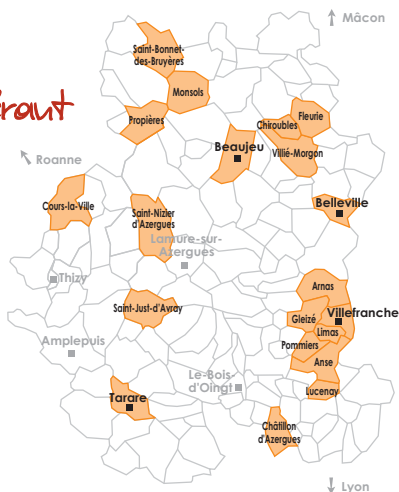 Mâcon
Saint-Bonnet-
des-Bruyères
Monsols
Fleurie
Propières
Chiroubles
Beaujeu
Villié-Morgon
Roanne
Cours-la-Ville
Belleville
Saint-Nizier
d'Azergues
Lamure-sur-
Azergues
Thizy
Arnas
Saint-Just-d'Avray
Gleizé
Villefranche
Limas
Amplepuis
Pommiers
Anse
Le-Bois-
d'Oingt
Lucenay
Tarare
Châtillon
d'Azergues
Lyon